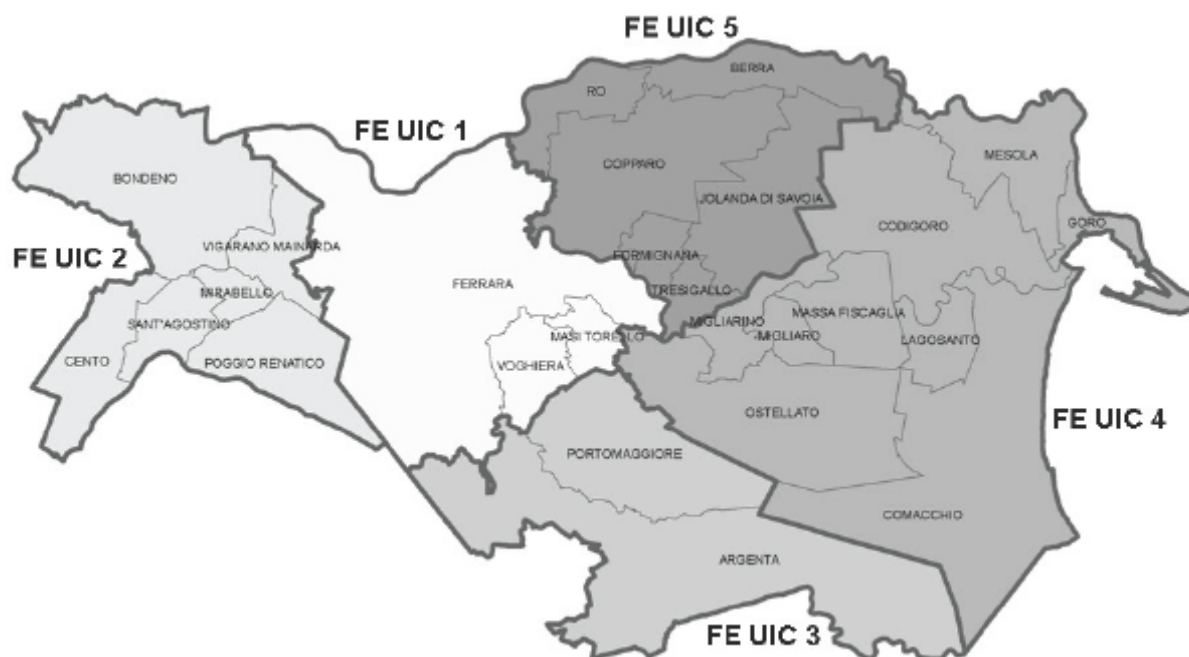 FE UIC 5
BERRA
RO
FE UIC 1
MESOLA
COPPARO
BONDENO
JOLANDA DI SAVOIA
GORO
CODIGORO
VIGARANO MAINARDA
FORMIGNANA
FE UIC 2
FERRARA
TRESIGALLO
MIRABELLO
MASSA FISCAGLIA
SANT'AGOSTINO
MIGLIARINO
MASI TORELLO
MIGLIARO
LAGOSANTO
CENTO
POGGIO RENATICO
VOGHIERA
OSTELLATO
FE UIC 4
PORTOMAGGIORE
COMACCHIO
ARGENTA
FE UIC 3